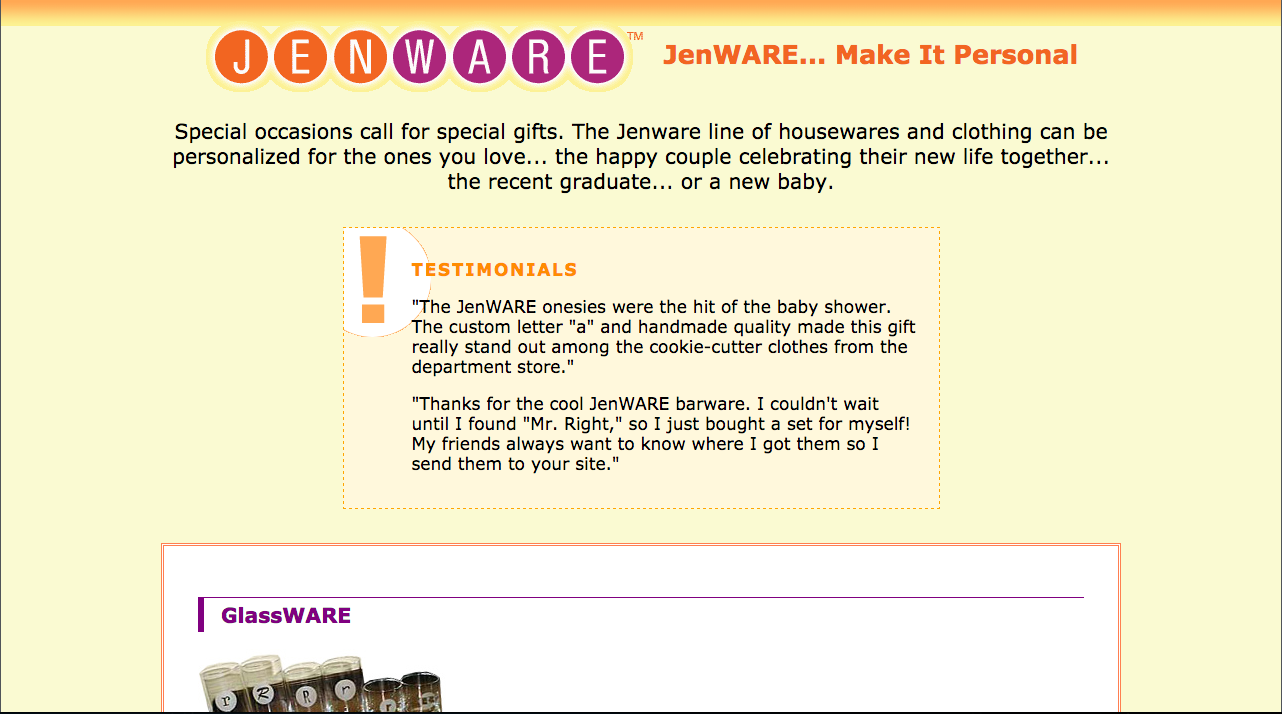 JENWARE™ JenWARE... Make It Personal
Special occasions call for special gifts. The Jenware line of housewares and clothing can be
personalized for the ones you love... the happy couple celebrating their new life together...
the recent graduate... or a new baby.
!
TESTIMONIALS
"The JenWARE onesies were the hit of the baby shower.
The custom letter "a" and handmade quality made this gift
really stand out among the cookie-cutter clothes from the
department store."
"Thanks for the cool JenWARE barware. I couldn't wait
until I found "Mr. Right," so I just bought a set for myself!
My friends always want to know where I got them so I
send them to your site."
GlassWARE
r R R r